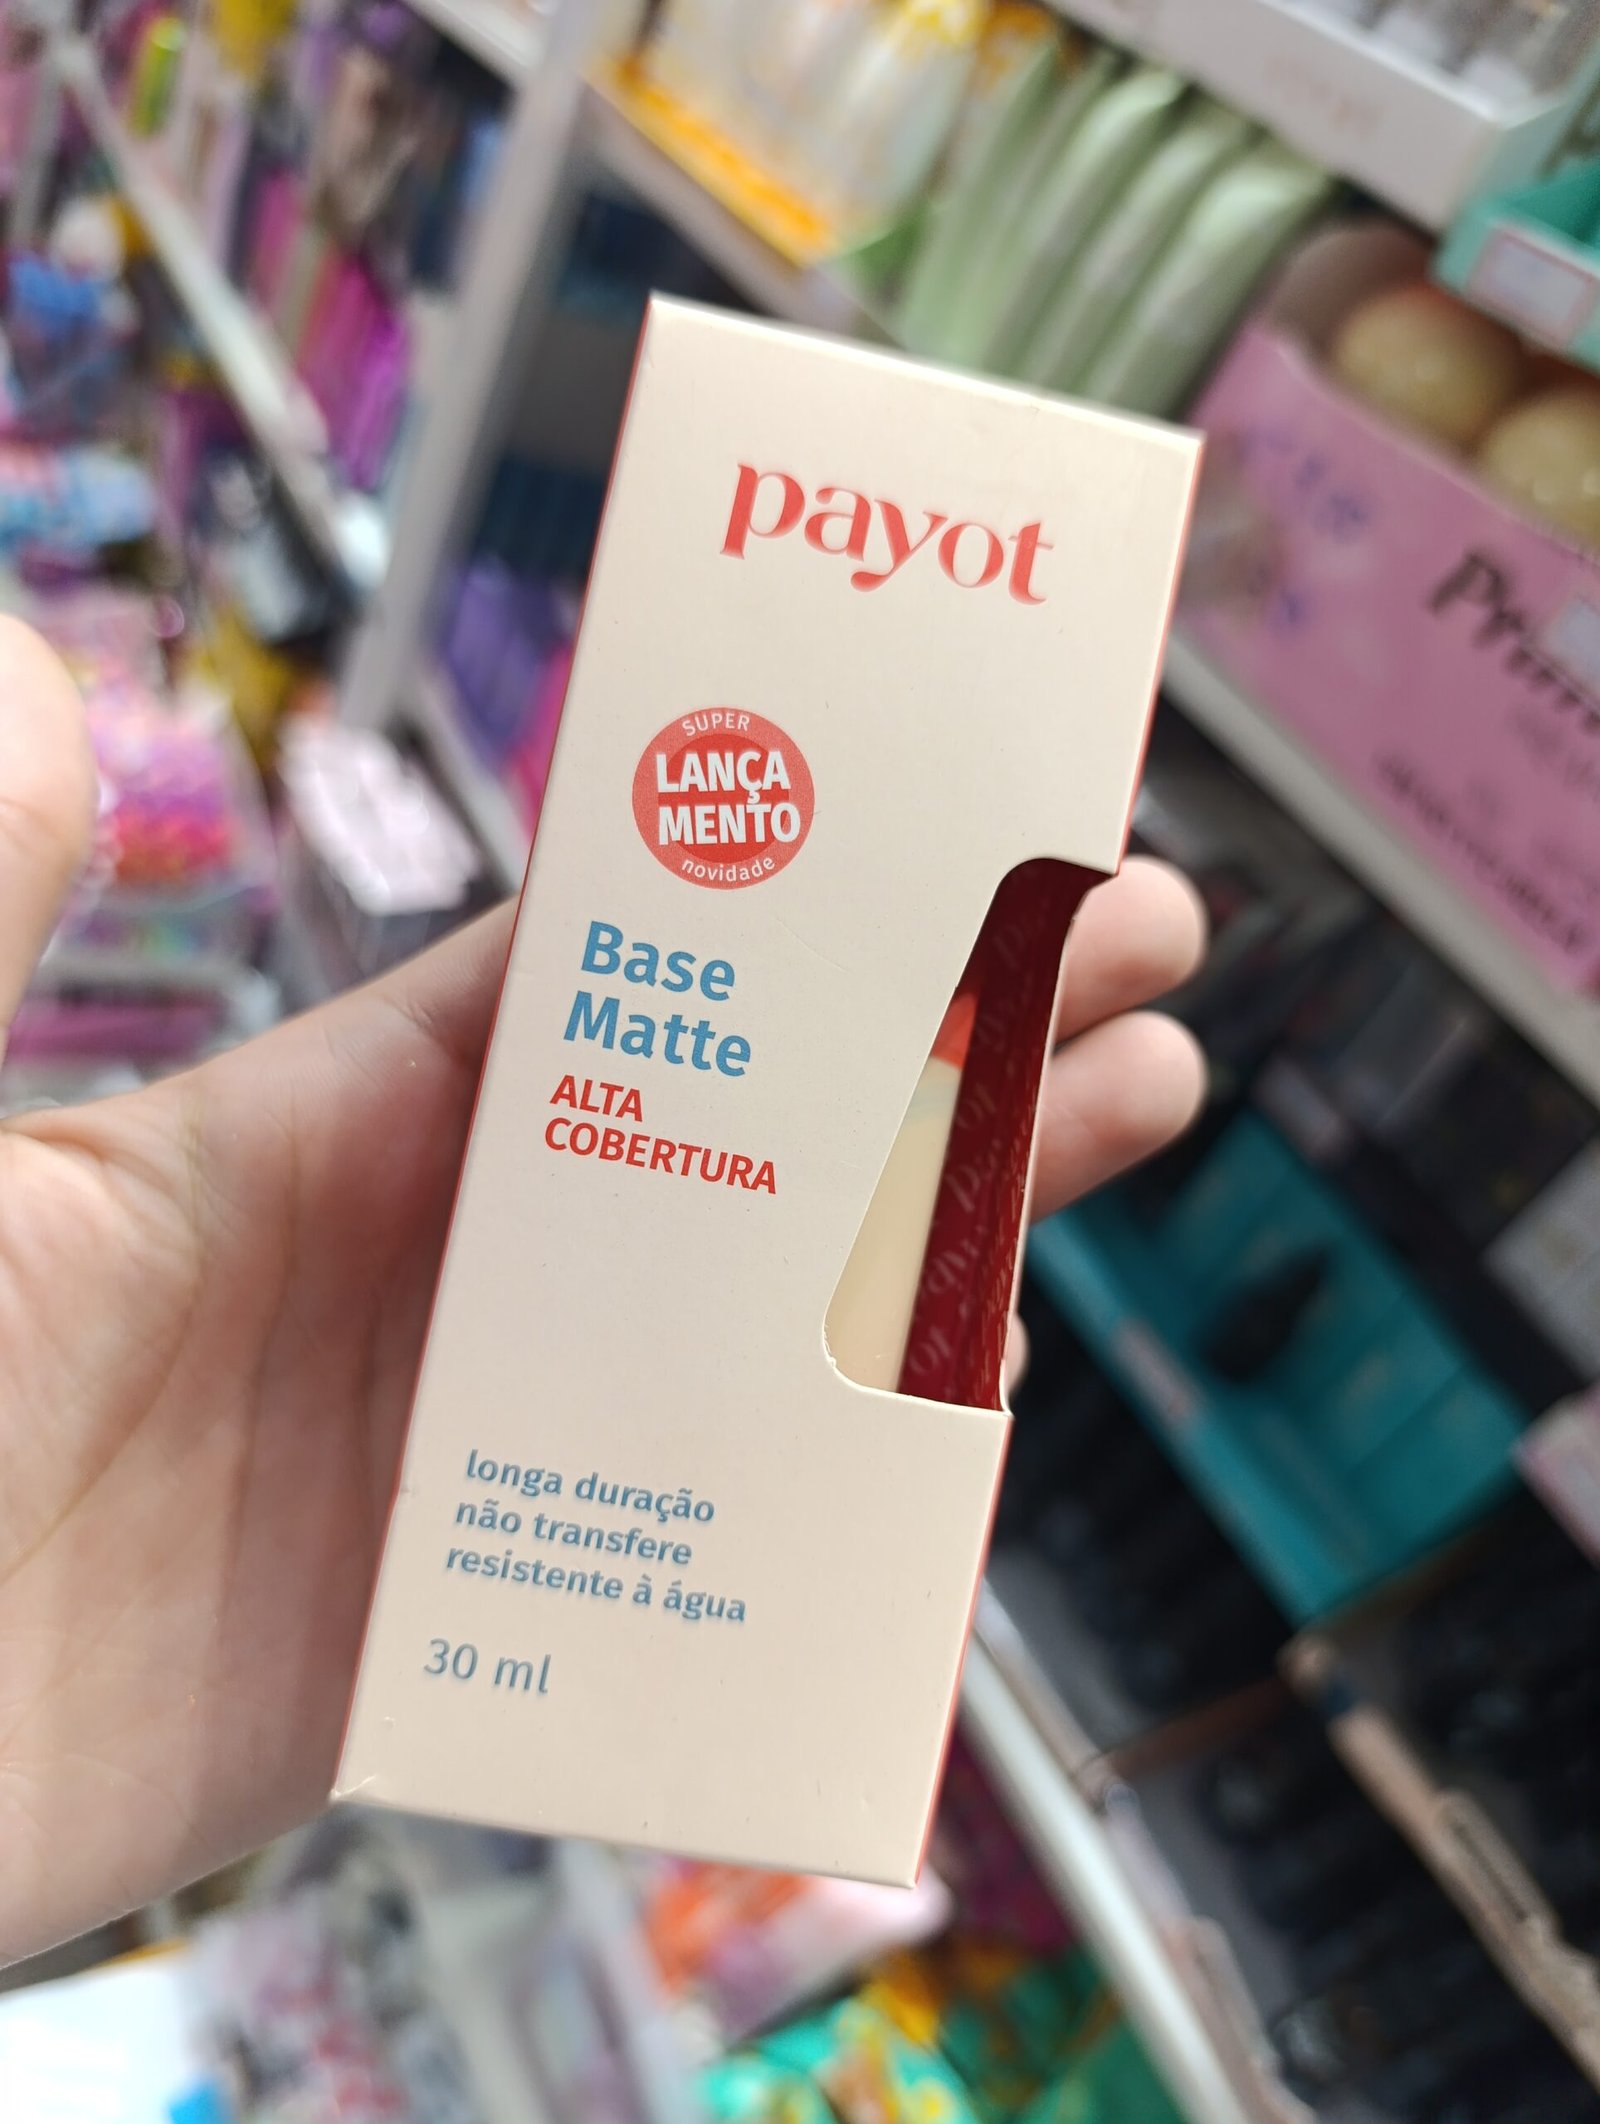 payot
SUPER
LANÇA
MENTO
novidade
Base
Matte
ALTA
COBERTURA
longa duração
não transfere
resistente à água
30 ml